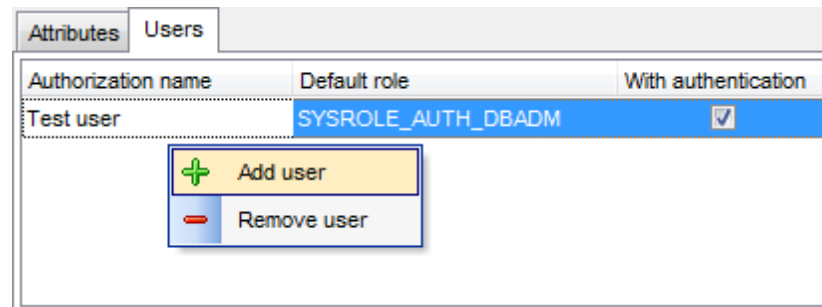 Attributes Users
Authorization name Default role With authentication
Test user SYSROLE_AUTH_DBADM
Add user
Remove user